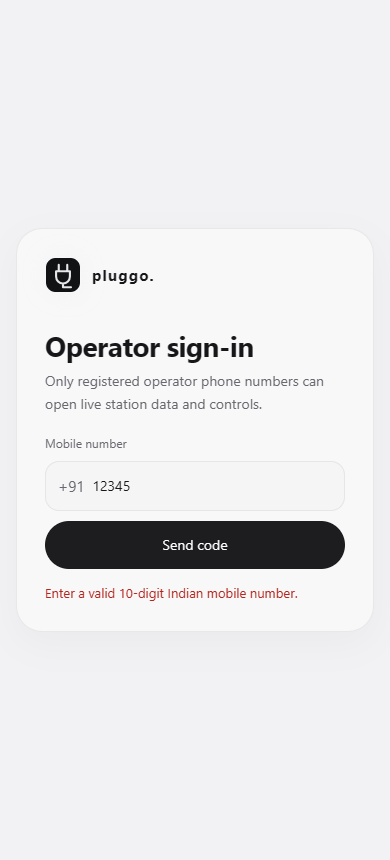 pluggo.
Operator sign-in
Only registered operator phone numbers can
open live station data and controls.
Mobile number
+91 12345
Send code
Enter a valid 10-digit Indian mobile number.